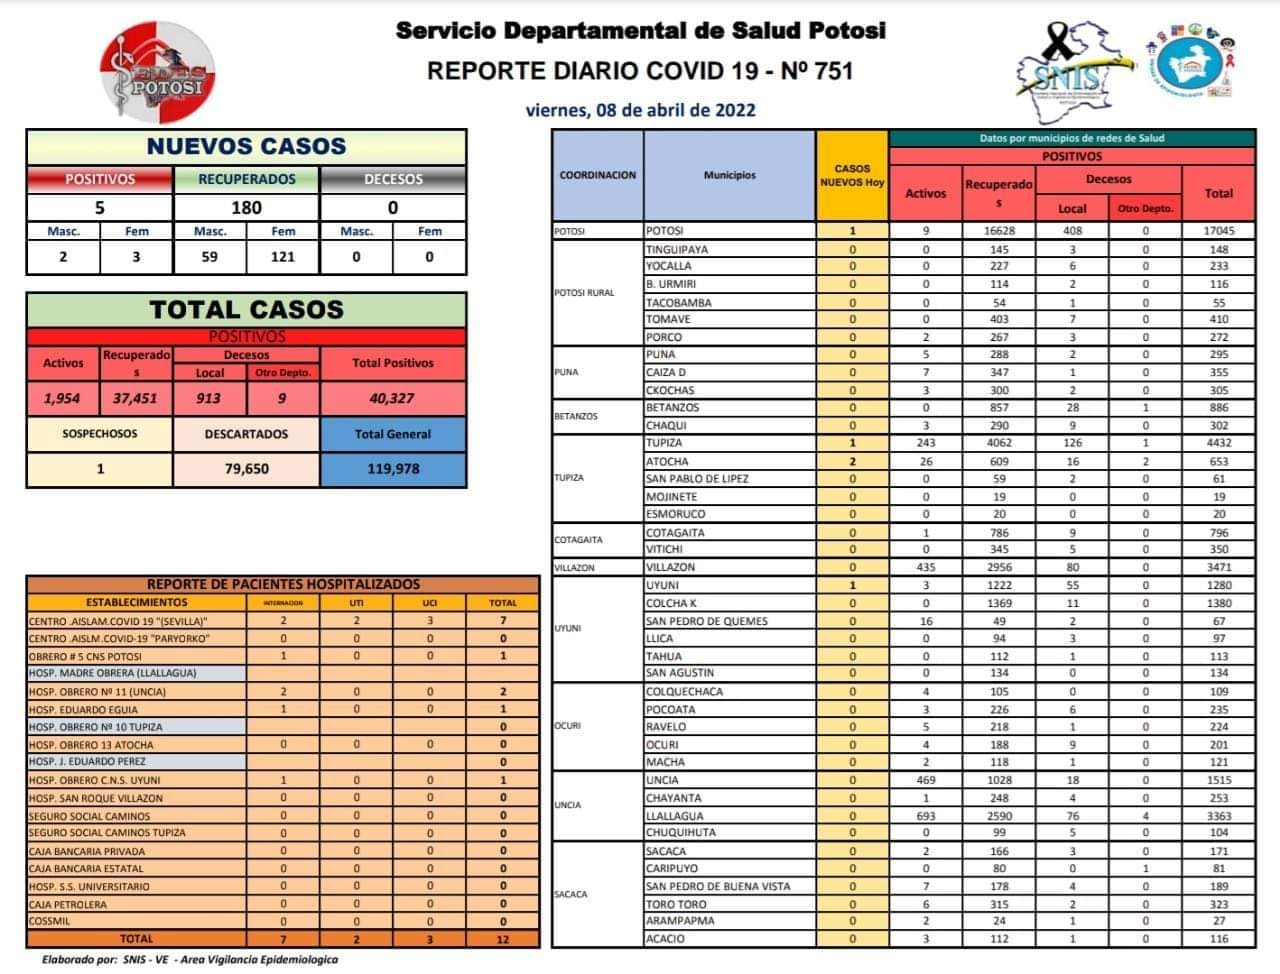 Servicio Departamental de Salud Potosi
REPORTE DIARIO COVID 19 - Nº 751
viernes, 08 de abril de 2022
SEDES
POTOSI
SNIS
NUEVOS CASOS
POSITIVOS RECUPERADOS DECESOS
5 180 0
Masc. Fem Masc. Fem Masc. Fem
2 3 59 121 0 0
TOTAL CASOS
POSITIVOS
Activos Recuperados Decesos Total Positivos
Local Otro Depto.
1,954 37,451 913 9 40,327
SOSPECHOSOS DESCARTADOS Total General
1 79,650 119,978
REPORTE DE PACIENTES HOSPITALIZADOS
ESTABLECIMIENTOS INTERNACION UTI UCI TOTAL
CENTRO .AISLAM.COVID 19 "(SEVILLA)" 2 2 3 7
CENTRO .AISLM.COVID-19 "PARYORKO" 0 0 0 0
OBRERO # 5 CNS POTOSI 1 0 0 1
HOSP. MADRE OBRERA (LLALLAGUA)
HOSP. OBRERO Nº 11 (UNCIA) 2 0 0 2
HOSP. EDUARDO EGUIA 1 0 0 1
HOSP. OBRERO Nº 10 TUPIZA 0
HOSP. OBRERO 13 ATOCHA 0 0 0 0
HOSP. J. EDUARDO PEREZ 0
HOSP. OBRERO C.N.S. UYUNI 1 0 0 1
HOSP. SAN ROQUE VILLAZON 0 0 0 0
SEGURO SOCIAL CAMINOS 0 0 0 0
SEGURO SOCIAL CAMINOS TUPIZA 0 0 0 0
CAJA BANCARIA PRIVADA 0 0 0 0
CAJA BANCARIA ESTATAL 0 0 0 0
HOSP. S.S. UNIVERSITARIO 0 0 0 0
CAJA PETROLERA 0 0 0 0
COSSMIL 0 0 0 0
TOTAL 7 2 3 12
Elaborado por: SNIS - VE - Area Vigilancia Epidemiologica
COORDINACION Municipios CASOS NUEVOS Hoy Datos por municipios de redes de Salud
POSITIVOS
Activos Recuperados Decesos Total
Local Otro Depto.
POTOSI POTOSI 1 9 16628 408 0 17045
POTOSI RURAL TINGUIPAYA 0 0 145 3 0 148
YOCALLA 0 0 227 6 0 233
B. URMIRI 0 0 114 2 0 116
TACOBAMBA 0 0 54 1 0 55
TOMAVE 0 0 403 7 0 410
PORCO 0 2 267 3 0 272
PUNA PUNA 0 5 288 2 0 295
CAIZA D 0 7 347 1 0 355
CKOCHAS 0 3 300 2 0 305
BETANZOS BETANZOS 0 0 857 28 1 886
CHAQUI 0 3 290 9 0 302
TUPIZA TUPIZA 1 243 4062 126 1 4432
ATOCHA 2 26 609 16 2 653
SAN PABLO DE LIPEZ 0 0 59 2 0 61
MOJINETE 0 0 19 0 0 19
ESMORUCO 0 0 20 0 0 20
COTAGAITA COTAGAITA 0 1 786 9 0 796
VITICHI 0 0 345 5 0 350
VILLAZON VILLAZON 0 435 2956 80 0 3471
UYUNI UYUNI 1 3 1222 55 0 1280
COLCHA K 0 0 1369 11 0 1380
SAN PEDRO DE QUEMES 0 16 49 2 0 67
LLICA 0 0 94 3 0 97
TAHUA 0 0 112 1 0 113
SAN AGUSTIN 0 0 134 0 0 134
OCURI COLQUECHACA 0 4 105 0 0 109
POCOATA 0 3 226 6 0 235
RAVELO 0 5 218 1 0 224
OCURI 0 4 188 9 0 201
MACHA 0 2 118 1 0 121
UNCIA UNCIA 0 469 1028 18 0 1515
CHAYANTA 0 1 248 4 0 253
LLALLAGUA 0 693 2590 76 4 3363
CHUQUIHUTA 0 0 99 5 0 104
SACACA SACACA 0 2 166 3 0 171
CARIPUYO 0 0 80 0 1 81
SAN PEDRO DE BUENA VISTA 0 7 178 4 0 189
TORO TORO 0 6 315 2 0 323
ARAMPAPMA 0 2 24 1 0 27
ACACIO 0 3 112 1 0 116